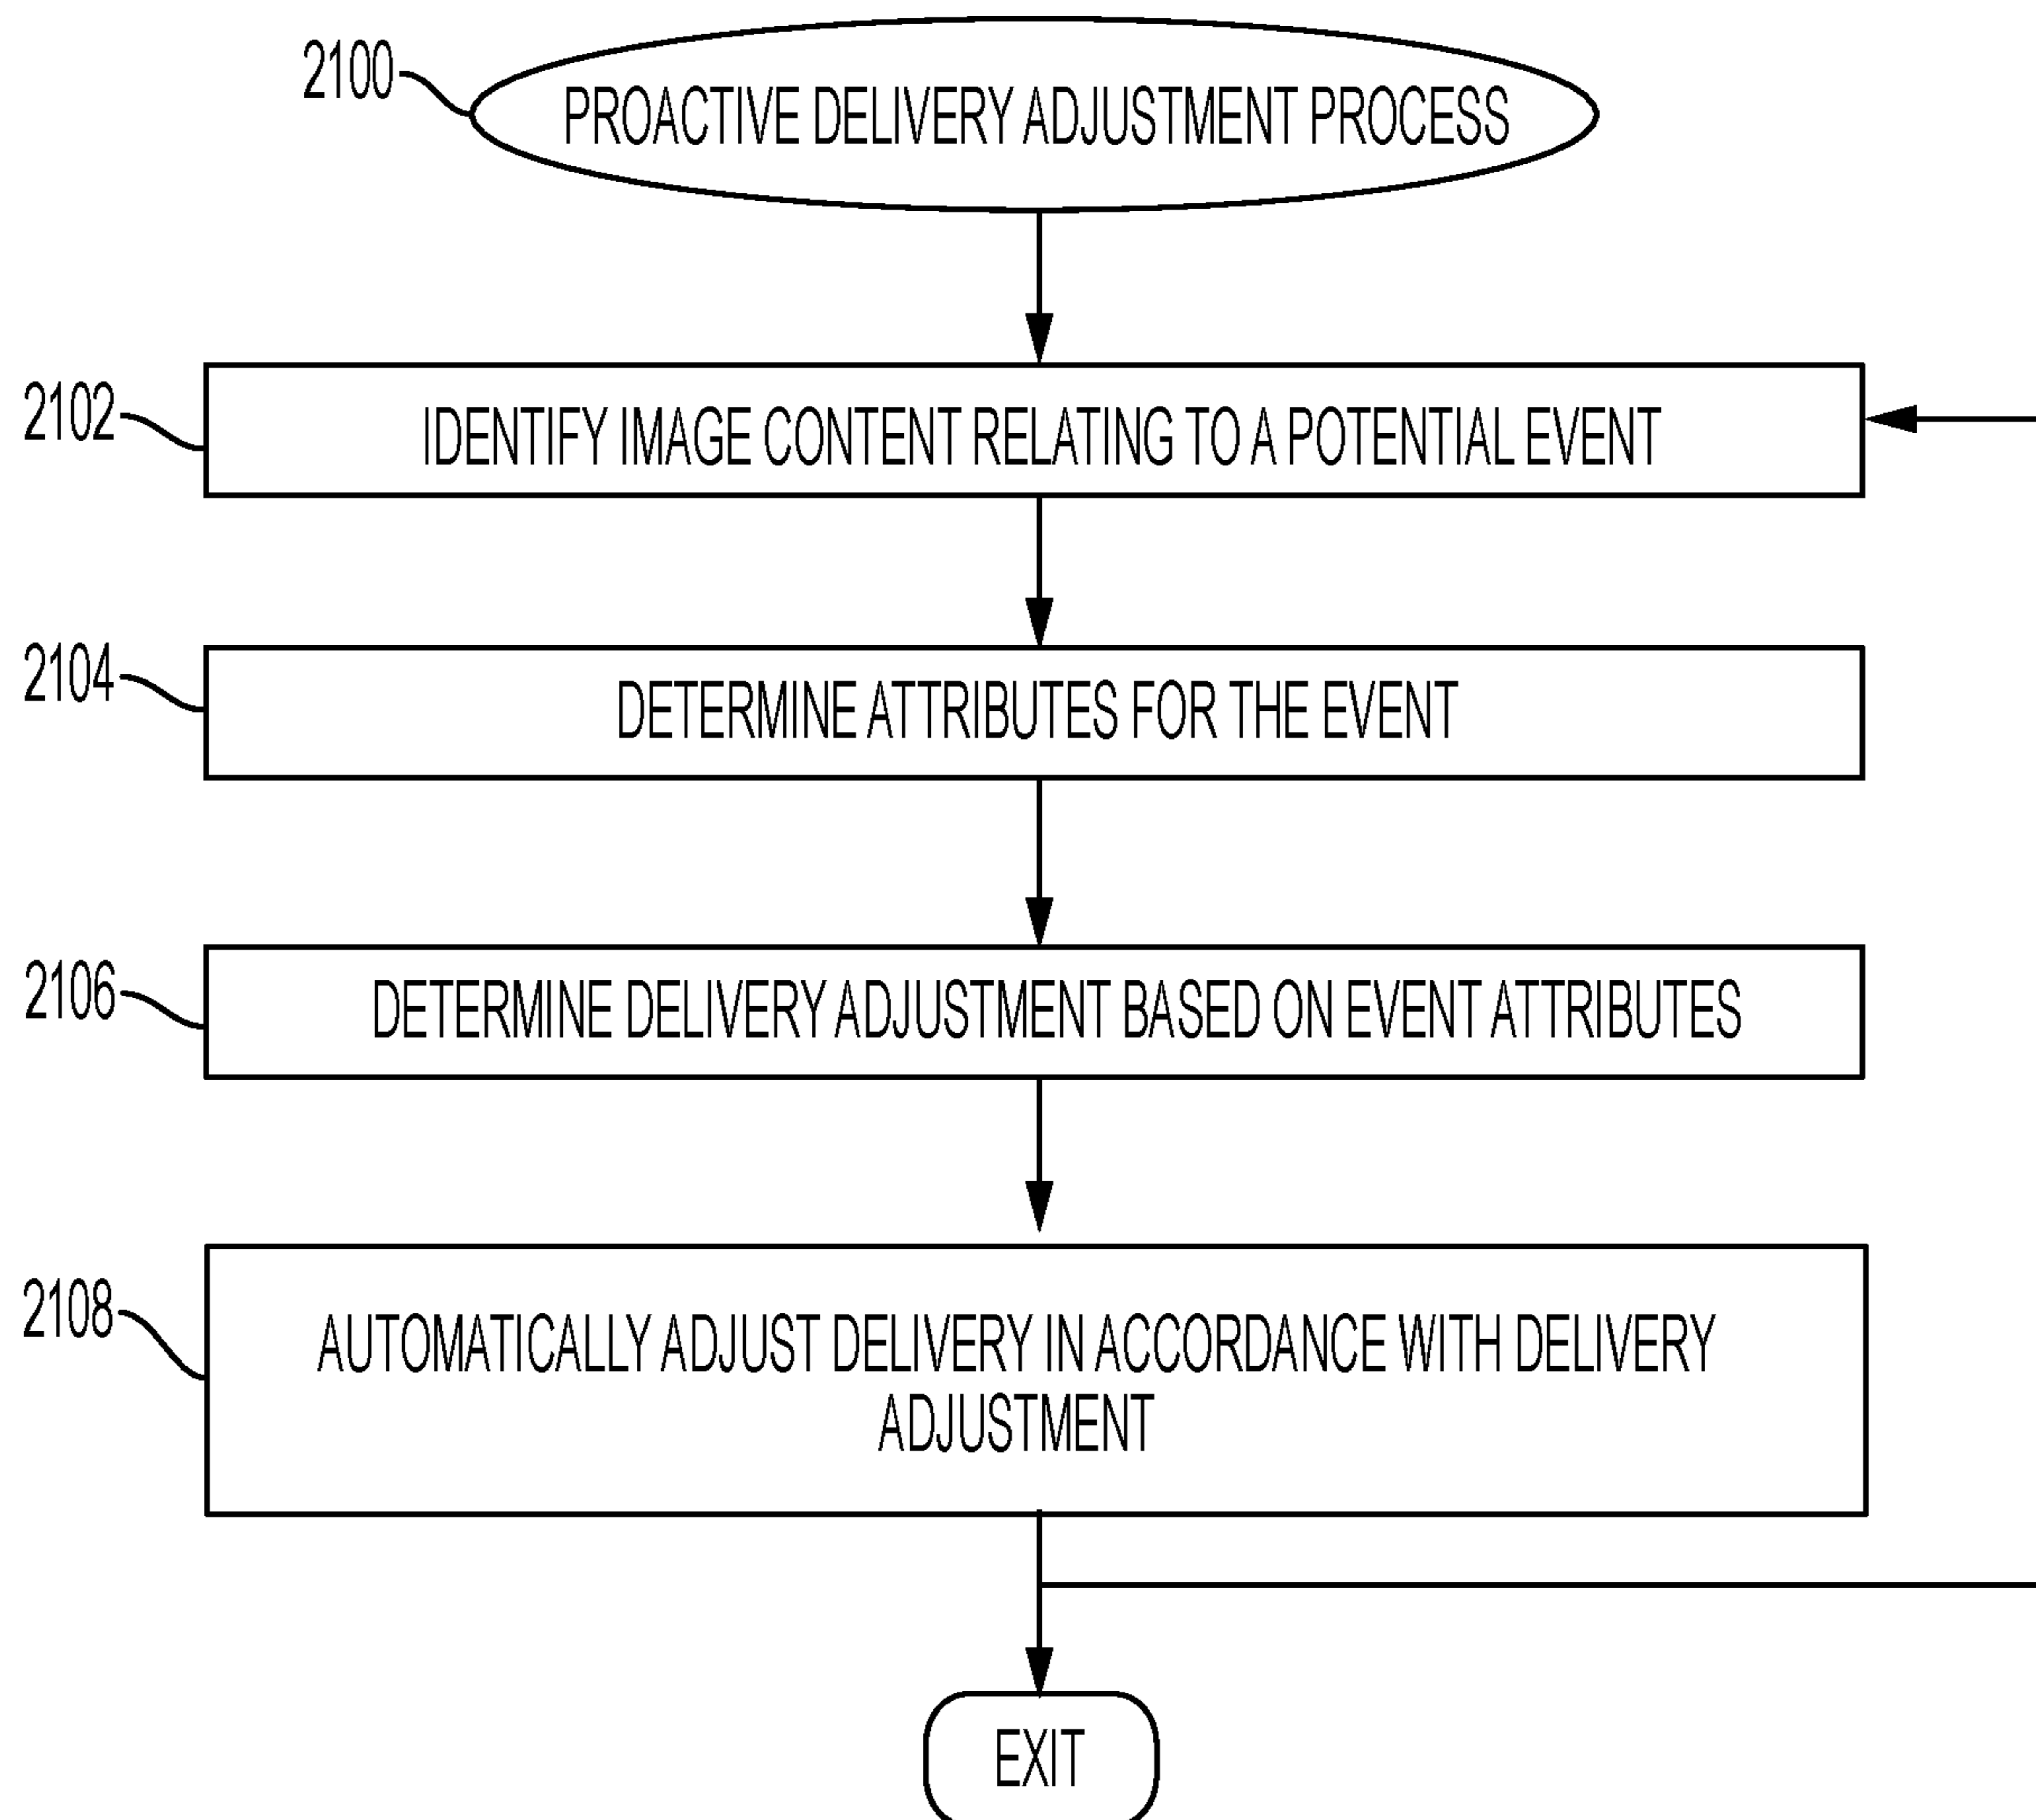 2100
PROACTIVE DELIVERY ADJUSTMENT PROCESS
2102
IDENTIFY IMAGE CONTENT RELATING TO A POTENTIAL EVENT
2104
DETERMINE ATTRIBUTES FOR THE EVENT
2106
DETERMINE DELIVERY ADJUSTMENT BASED ON EVENT ATTRIBUTES
2108
AUTOMATICALLY ADJUST DELIVERY IN ACCORDANCE WITH DELIVERY
ADJUSTMENT
EXIT